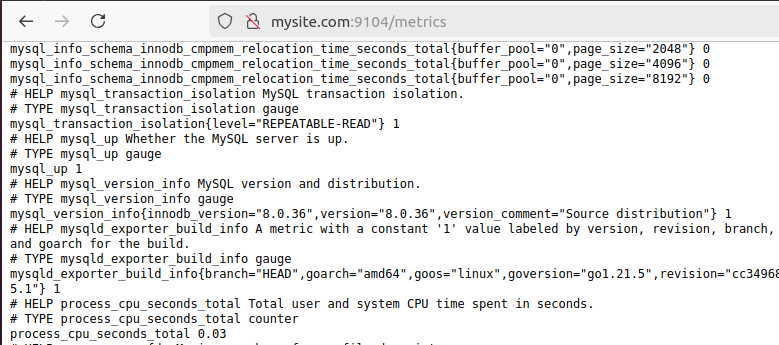 mysite.com:9104/metrics
mysql_info_schema_innodb_cmpmem_relocation_time_seconds_total{buffer_pool="0",page_size="2048"} 0
mysql_info_schema_innodb_cmpmem_relocation_time_seconds_total{buffer_pool="0",page_size="4096"} 0
mysql_info_schema_innodb_cmpmem_relocation_time_seconds_total{buffer_pool="0",page_size="8192"} 0
# HELP mysql_transaction_isolation MySQL transaction isolation.
# TYPE mysql_transaction_isolation gauge
mysql_transaction_isolation{level="REPEATABLE-READ"} 1
# HELP mysql_up Whether the MySQL server is up.
# TYPE mysql_up gauge
mysql_up 1
# HELP mysql_version_info MySQL version and distribution.
# TYPE mysql_version_info gauge
mysql_version_info{innodb_version="8.0.36",version="8.0.36",version_comment="Source distribution"} 1
# HELP mysqld_exporter_build_info A metric with a constant '1' value labeled by version, revision, branch,
and goarch for the build.
# TYPE mysqld_exporter_build_info gauge
mysqld_exporter_build_info{branch="HEAD",goarch="amd64",goos="linux",goversion="go1.21.5",revision="cc34968
5.1"} 1
# HELP process_cpu_seconds_total Total user and system CPU time spent in seconds.
# TYPE process_cpu_seconds_total counter
process_cpu_seconds_total 0.03